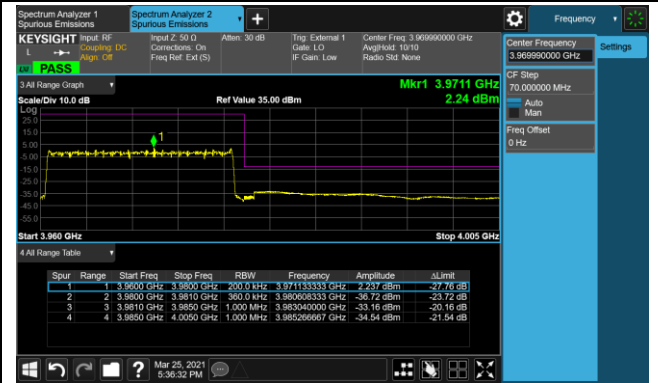 Spectrum Analyzer 1
Spurious Emissions
Spectrum Analyzer 2
Spurious Emissions
Frequency
KEYSIGHT
L
PASS
Input: RF
Coupling: DC
Align: Off
Input Z: 50 Ω
Corrections: On
Freq Ref: Ext (S)
Atten: 30 dB
Trig: External 1
Gate: LO
IF Gain: Low
Center Freq: 3.969990000 GHz
Avg|Hold: 10/10
Radio Std: None
Center Frequency
3.969990000 GHz
Settings
CF Step
70.000000 MHz
Auto
Man
Freq Offset
0 Hz
3 All Range Graph
Mkr1 3.9711 GHz
Scale/Div 10.0 dB
Ref Value 35.00 dBm
2.24 dBm
Log
25.0
15.0
5.00
-5.00
-15.0
-25.0
-35.0
-45.0
-55.0
1
Start 3.960 GHz
Stop 4.005 GHz
4 All Range Table
Spur Range Start Freq Stop Freq RBW Frequency Amplitude ΔLimit
1 1 3.9600 GHz 3.9800 GHz 200.0 kHz 3.971133333 GHz 2.237 dBm -27.76 dB
2 2 3.9800 GHz 3.9810 GHz 360.0 kHz 3.980608333 GHz -36.72 dBm -23.72 dB
3 3 3.9810 GHz 3.9850 GHz 1.000 MHz 3.983040000 GHz -33.16 dBm -20.16 dB
4 4 3.9850 GHz 4.0050 GHz 1.000 MHz 3.985266667 GHz -34.54 dBm -21.54 dB
?
Mar 25, 2021
5:36:32 PM